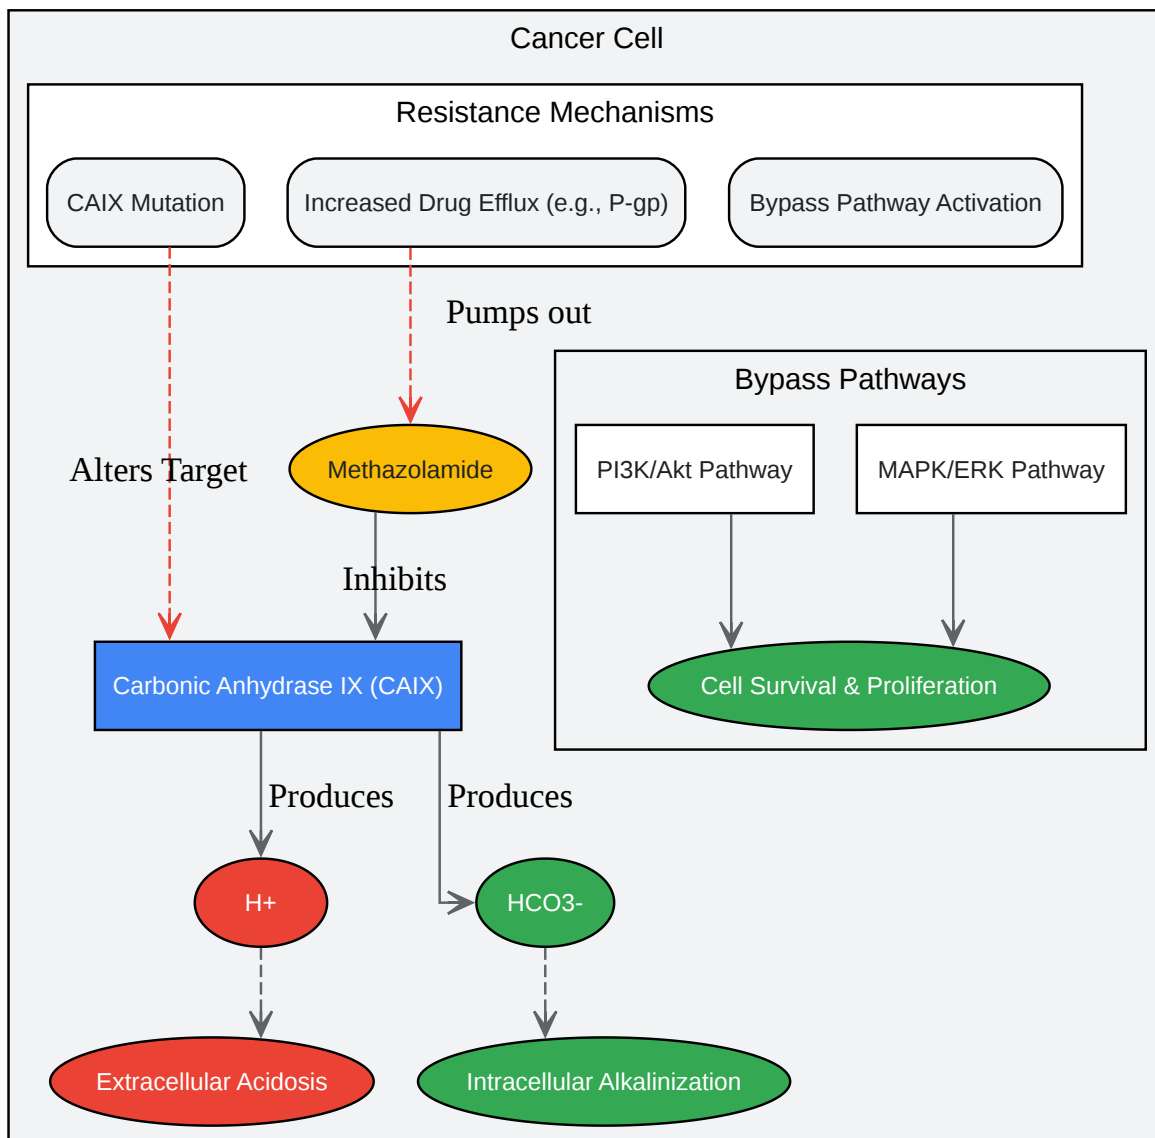 Cancer Cell
Resistance Mechanisms
CAIX Mutation
Increased Drug Efflux (e.g., P-gp)
Bypass Pathway Activation
Pumps out
Bypass Pathways
Alters Target
Methazolamide
PI3K/Akt Pathway
MAPK/ERK Pathway
Inhibits
Carbonic Anhydrase IX (CAIX)
Cell Survival & Proliferation
Produces
Produces
H+
HCO3-
Extracellular Acidosis
Intracellular Alkalinization